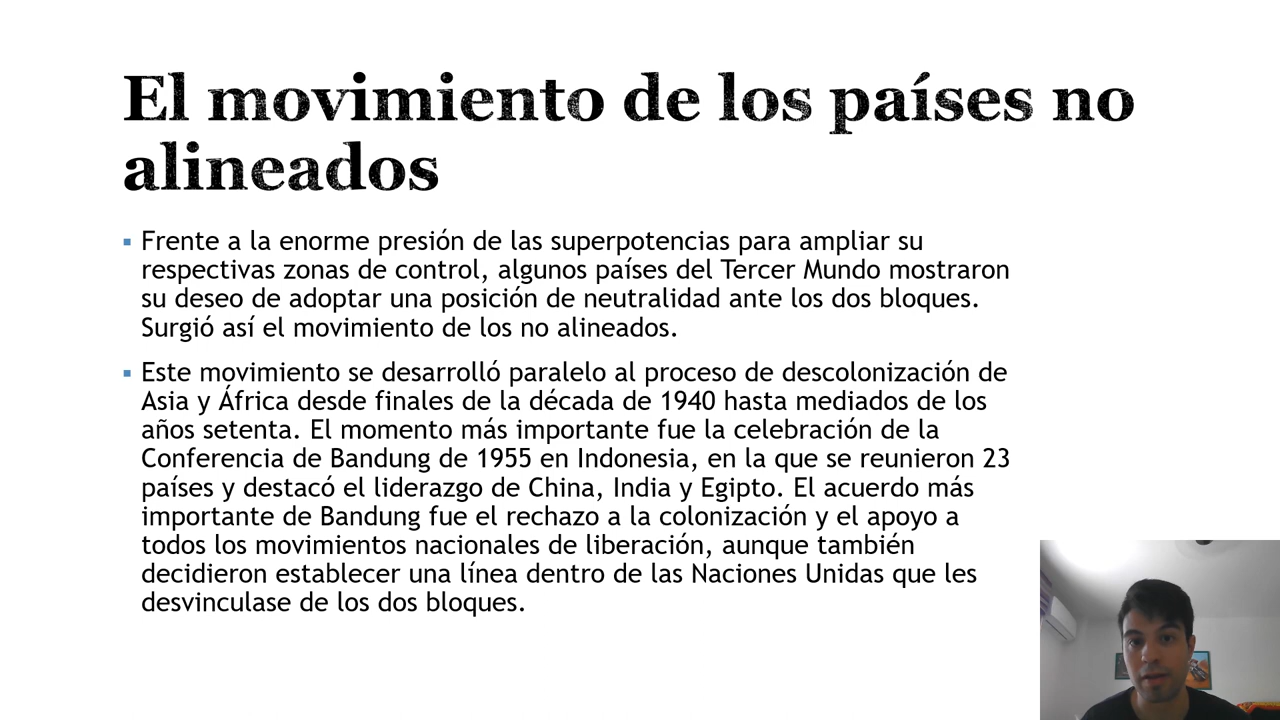 El movimiento de los países no
alineados
Frente a la enorme presión de las superpotencias para ampliar su
respectivas zonas de control, algunos países del Tercer Mundo mostraron
su deseo de adoptar una posición de neutralidad ante los dos bloques.
Surgió así el movimiento de los no alineados.
Este movimiento se desarrolló paralelo al proceso de descolonización de
Asia y África desde finales de la década de 1940 hasta mediados de los
años setenta. El momento más importante fue la celebración de la
Conferencia de Bandung de 1955 en Indonesia, en la que se reunieron 23
países y destacó el liderazgo de China, India y Egipto. El acuerdo más
importante de Bandung fue el rechazo a la colonización y el apoyo a
todos los movimientos nacionales de liberación, aunque también
decidieron establecer una línea dentro de las Naciones Unidas que les
desvinculase de los dos bloques.